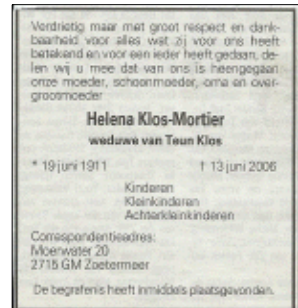 Verdrietig maar met groot respect en dank-
baarheid voor alles wat zij voor ons heeft
betekend en voor een ieder heeft gedaan, de-
len wij u mee dat van ons is heengegaan
onze moeder, schoonmoeder, oma en over-
grootmoeder
Helena Klos-Mortier
weduwe van Teun Klos
* 19 juni 1911 † 13 juni 2006
Kinderen
Kleinkinderen
Achterkleinkinderen
Correspondentieadres:
Moerwater 20
2715 GM Zoetermeer
De begrafenis heeft inmiddels plaatsgevonden.